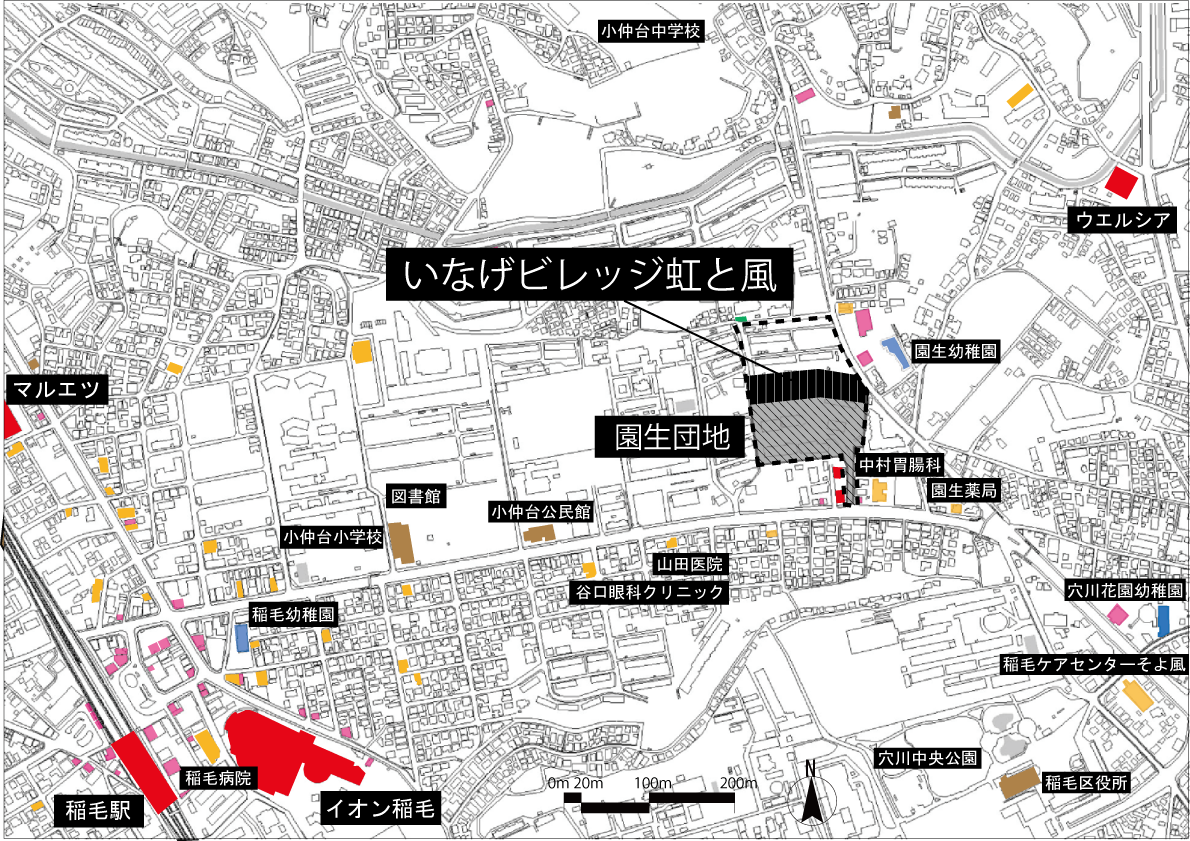 小仲台中学校
ウエルシア
いなげビレッジ虹と風
園生幼稚園
マルエツ
園生団地
中村胃腸科
園生薬局
図書館
小仲台公民館
小仲台小学校
山田医院
谷口眼科クリニック
穴川花園幼稚園
稲毛幼稚園
稲毛ケアセンターそよ風
穴川中央公園
稲毛病院
稲毛区役所
稲毛駅
イオン稲毛
0m 20m 100m 200m
N